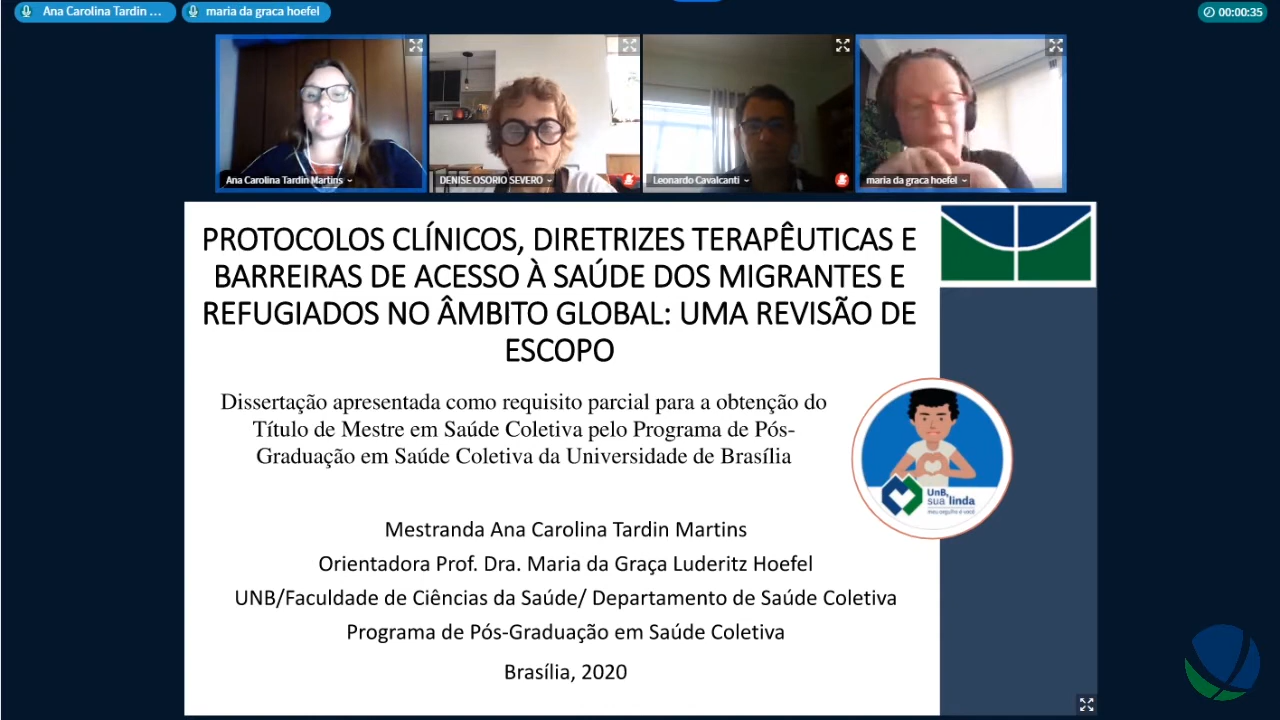 Ana Carolina Tardin ...
maria da graca hoefel
00:00:35
Ana Carolina Tardin Martins
DENISE OSORIO SEVERO
Leonardo Cavalcanti
maria da graca hoefel
PROTOCOLOS CLÍNICOS, DIRETRIZES TERAPÊUTICAS E
BARREIRAS DE ACESSO À SAÚDE DOS MIGRANTES E
REFUGIADOS NO ÂMBITO GLOBAL: UMA REVISÃO DE
ESCOPO
Dissertação apresentada como requisito parcial para a obtenção do
Título de Mestre em Saúde Coletiva pelo Programa de Pós-
Graduação em Saúde Coletiva da Universidade de Brasília
UnB,
sua linda
meu orgulho é você
Mestranda Ana Carolina Tardin Martins
Orientadora Prof. Dra. Maria da Graça Luderitz Hoefel
UNB/Faculdade de Ciências da Saúde/ Departamento de Saúde Coletiva
Programa de Pós-Graduação em Saúde Coletiva
Brasília, 2020